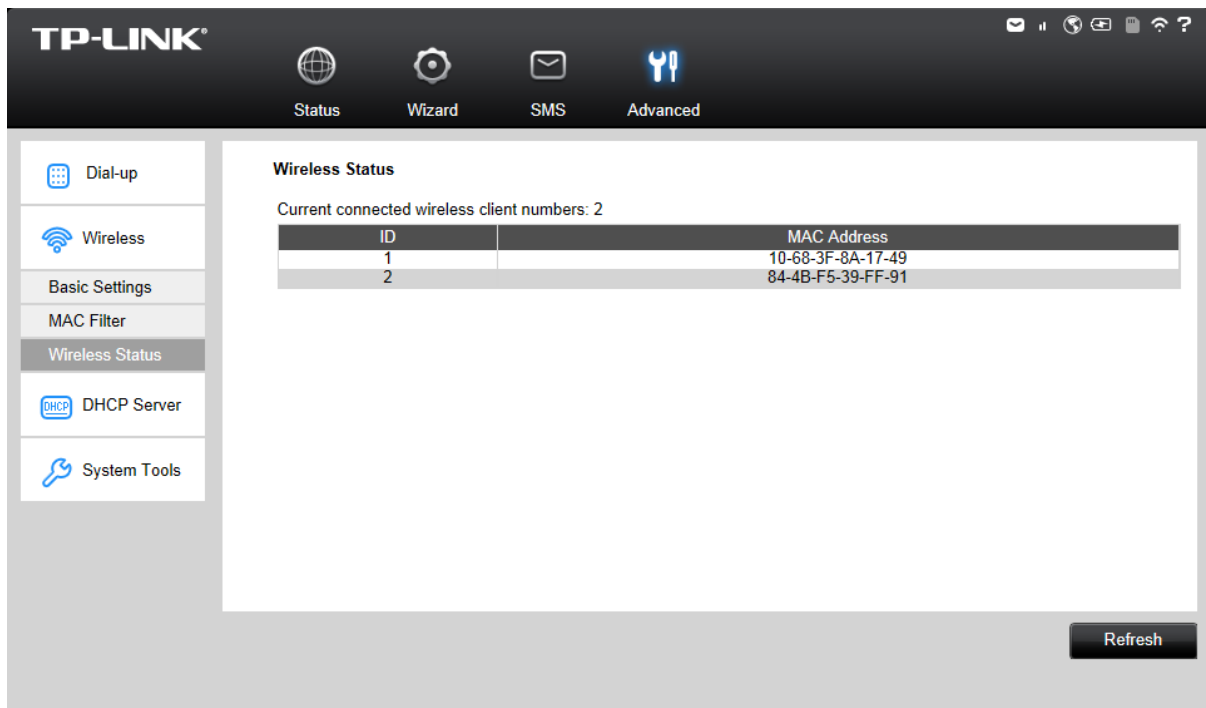 TP-LINK®
?
Status Wizard SMS Advanced
Dial-up
Wireless
Basic Settings
MAC Filter
Wireless Status
DHCP DHCP Server
System Tools
Wireless Status
Current connected wireless client numbers: 2
ID MAC Address
1 10-68-3F-8A-17-49
2 84-4B-F5-39-FF-91
Refresh